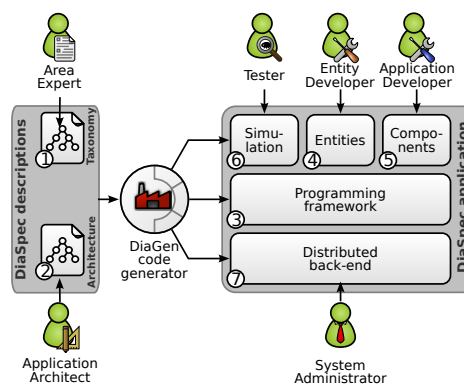 Area
Expert
Tester
Entity
Developer
Application
Developer
DiaSpec descriptions
1
Taxonomy
2
Architecture
DiaGen
code
generator
Simu-
lation
6
Entities
4
Compo-
nents
5
Programming
framework
3
Distributed
back-end
7
DiaSpec application
Application
Architect
System
Administrator